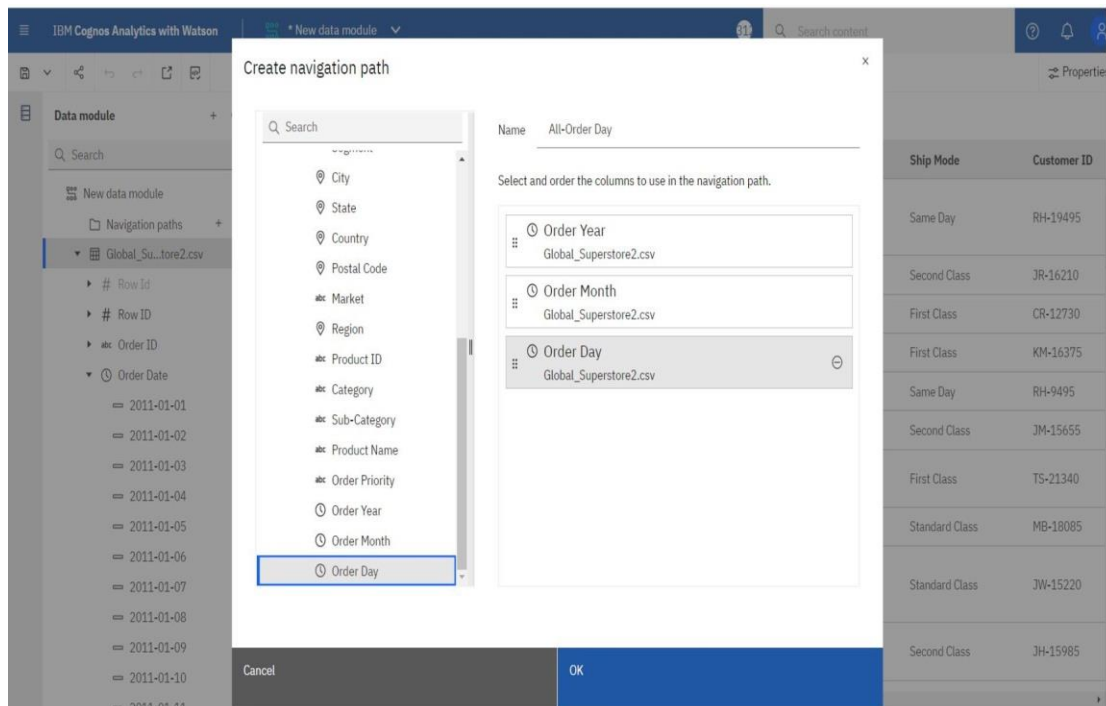 IBM Cognos Analytics with Watson
* New data module
Search content
Properties
Data module
Search
New data module
Navigation paths
Global_Su...tore2.csv
# Row Id
# Row ID
abc Order ID
Order Date
2011-01-01
2011-01-02
2011-01-03
2011-01-04
2011-01-05
2011-01-06
2011-01-07
2011-01-08
2011-01-09
2011-01-10
Create navigation path
x
Search
Segment
City
State
Country
Postal Code
abc Market
Region
abc Product ID
abc Category
abc Sub-Category
abc Product Name
abc Order Priority
Order Year
Order Month
Order Day
Name All-Order Day
Select and order the columns to use in the navigation path.
Order Year
Global_Superstore2.csv
Order Month
Global_Superstore2.csv
Order Day
Global_Superstore2.csv
Cancel
OK
Ship Mode Customer ID
Same Day RH-19495
Second Class JR-16210
First Class CR-12730
First Class KM-16375
Same Day RH-9495
Second Class JM-15655
First Class TS-21340
Standard Class MB-18085
Standard Class JW-15220
Second Class JH-15985